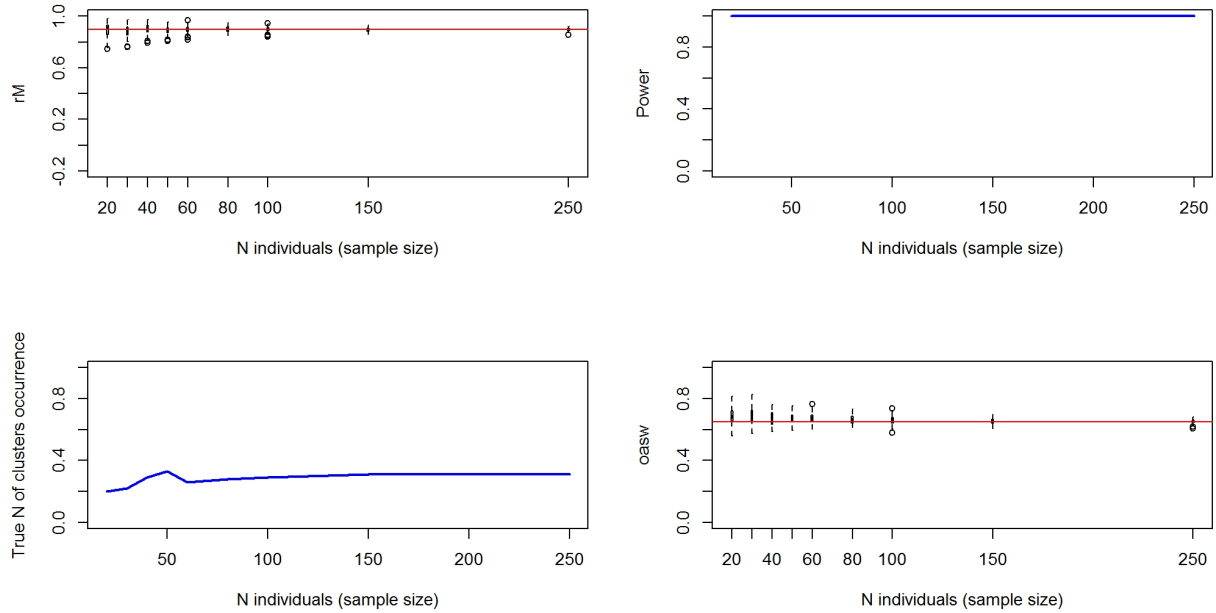 rM
-0.2
0.2
0.6
1.0
20 40 60 80 100 150 250
N individuals (sample size)
Power
0.0
0.4
0.8
50 100 150 200 250
N individuals (sample size)
True N of clusters occurrence
0.0
0.4
0.8
50 100 150 200 250
N individuals (sample size)
oasw
0.0
0.4
0.8
20 40 60 80 100 150 250
N individuals (sample size)